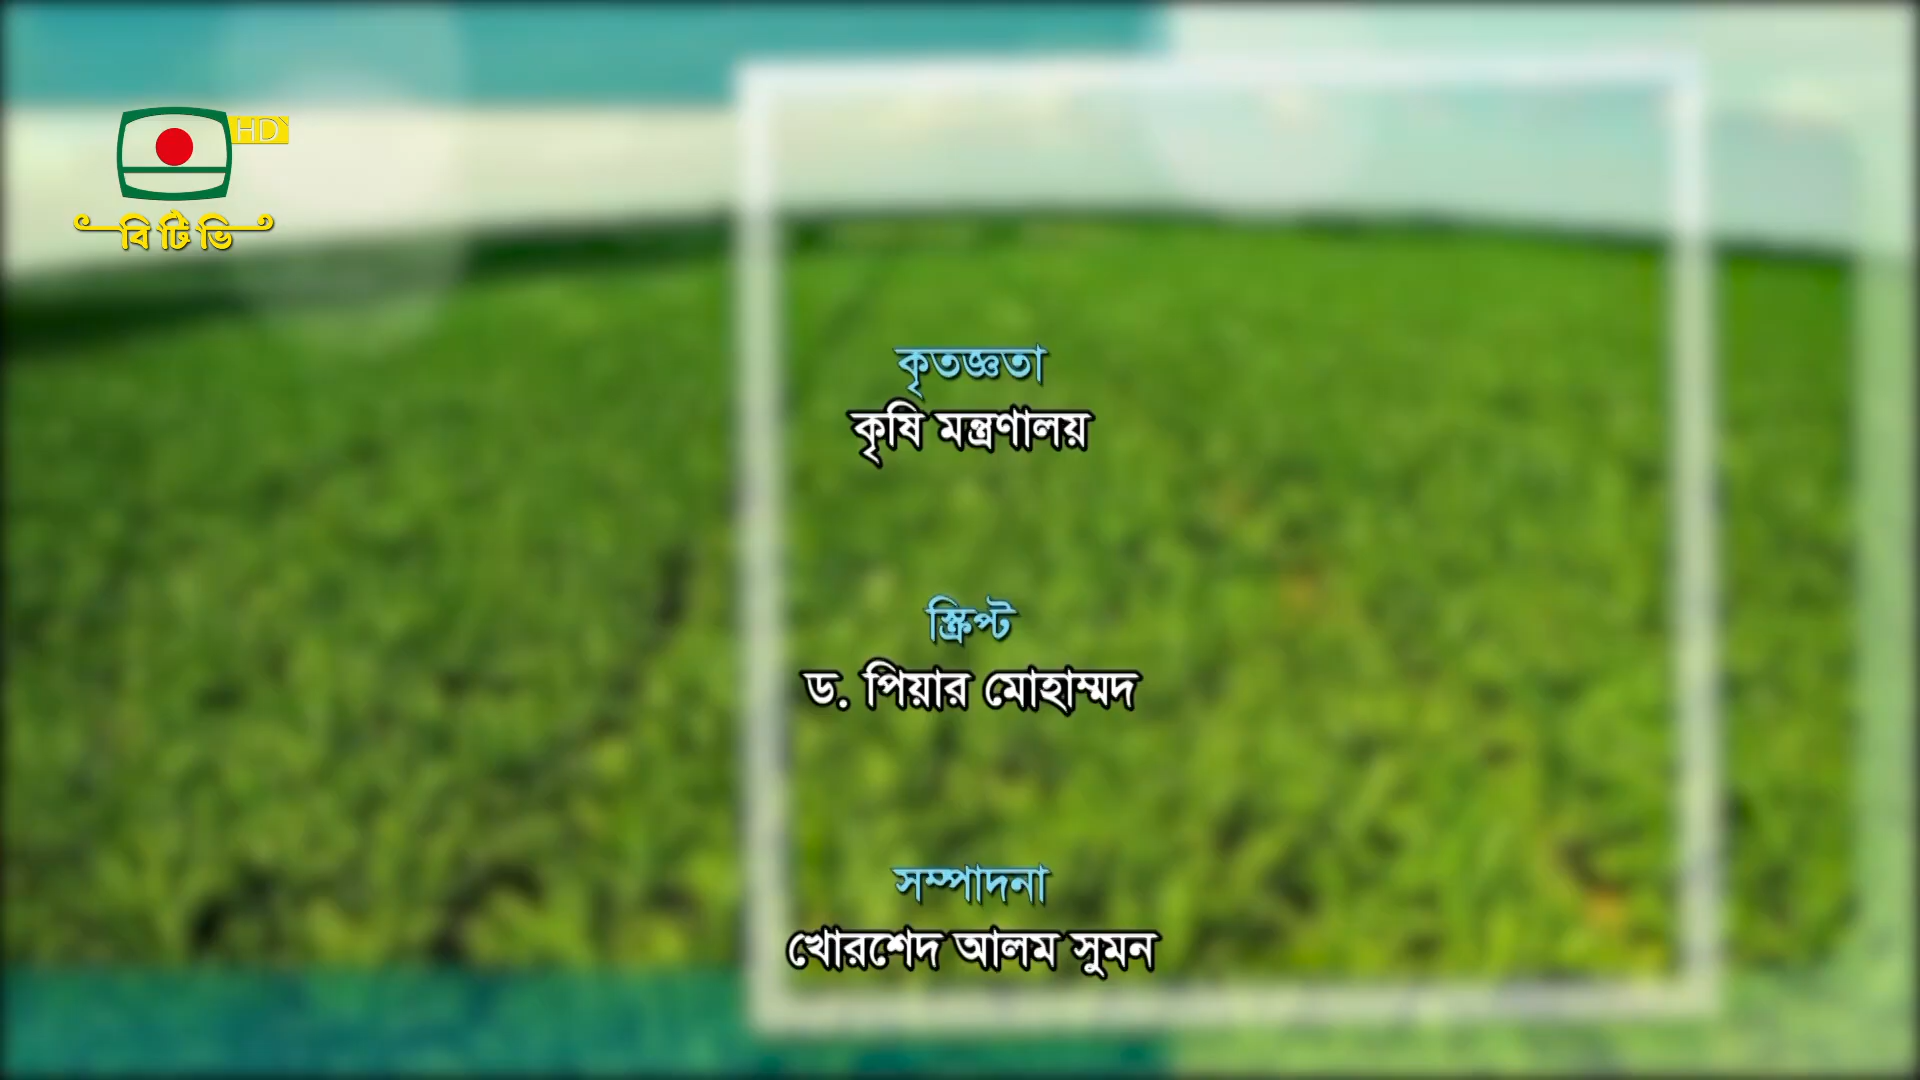 HD
বিটিভি
কৃতজ্ঞতা
কৃষি মন্ত্রণালয়
স্ক্রিপ্ট
ড. পিয়ার মোহাম্মদ
সম্পাদনা
খোরশেদ আলম সুমন